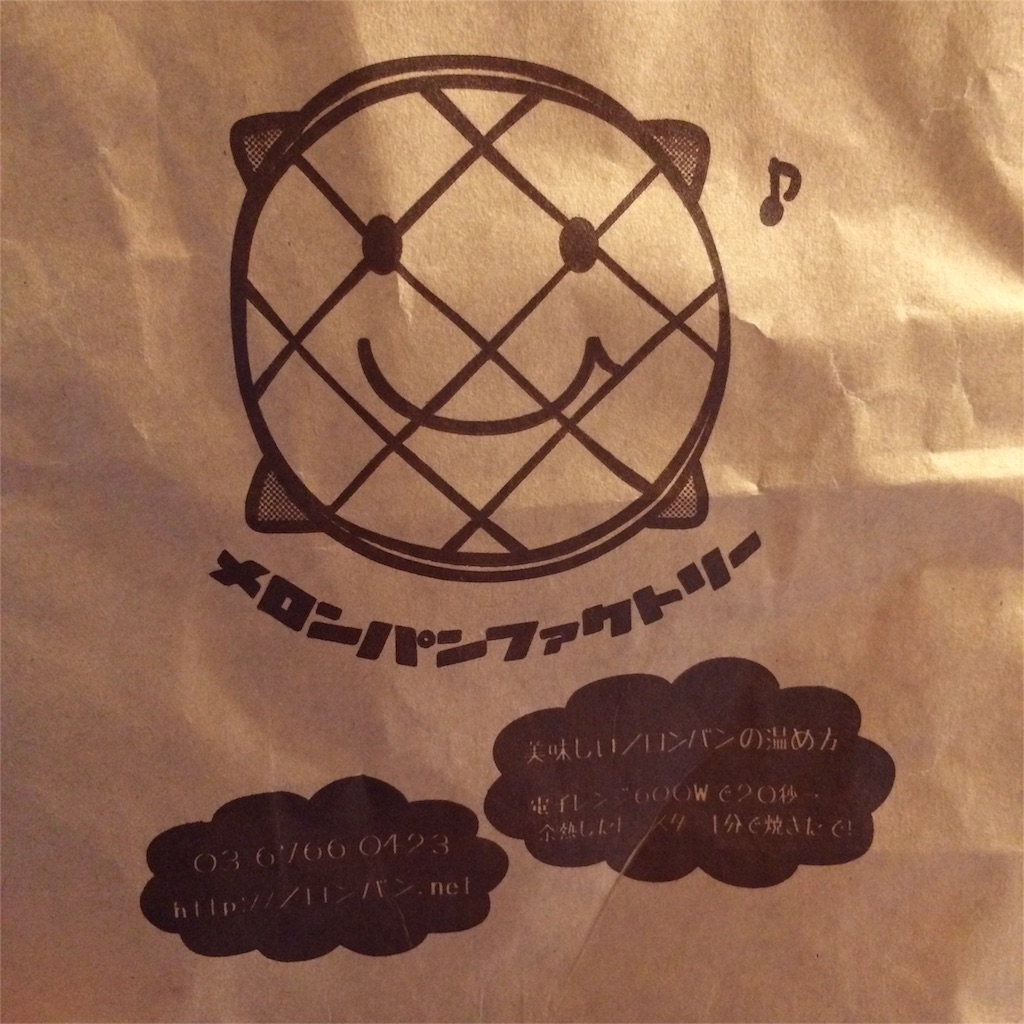 メロンパンファクトリー
美味しいメロンパンの温め方
電子レンジ600Wで20秒→
余熱したトースター1分で焼きたて!
03 6766 0423
http://メロンパン.net